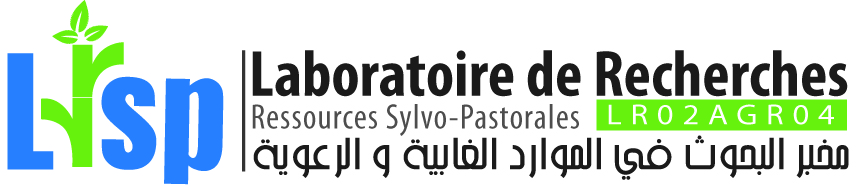 Lrsp
Laboratoire de Recherches
Ressources Sylvo-Pastorales LR02AGR04
مخبر البحوث في الموارد الغابية و الرعوية